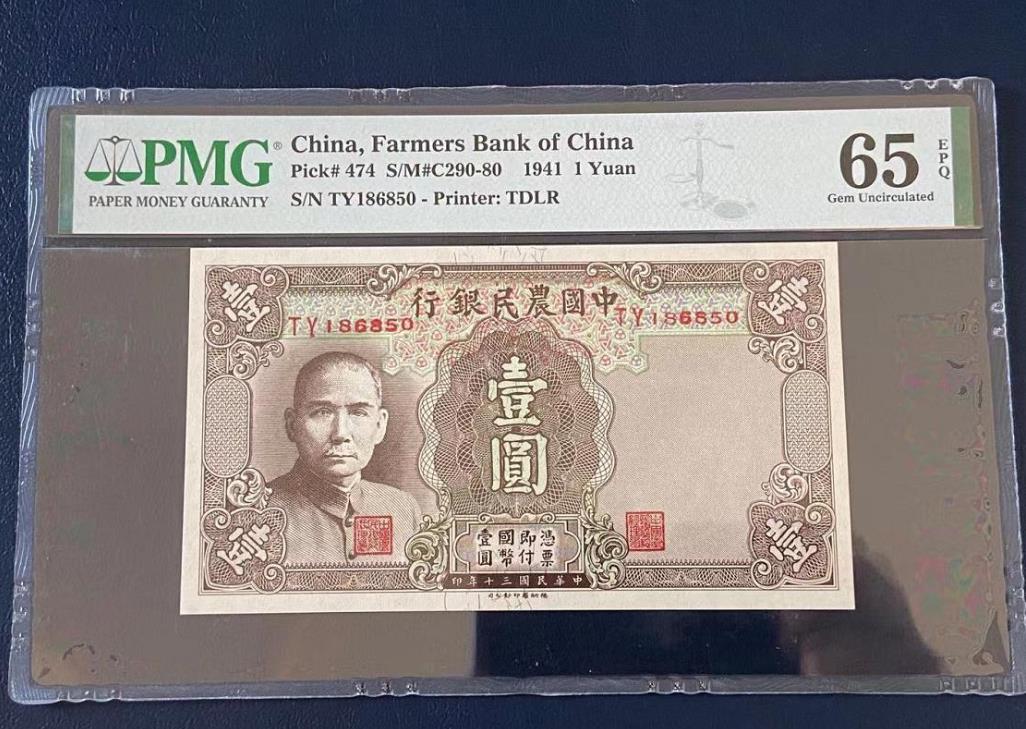 PMG®
PAPER MONEY GUARANTY
China, Farmers Bank of China
Pick# 474 S/M#C290-80 1941 1 Yuan
S/N TY186850 - Printer: TDLR
65
EPQ
Gem Uncirculated
壹
行銀民農國中
壹
TY186850
TY186850
壹圓
憑票
即付
國幣
壹圓
壹
壹
A
A
印年十三國民華中